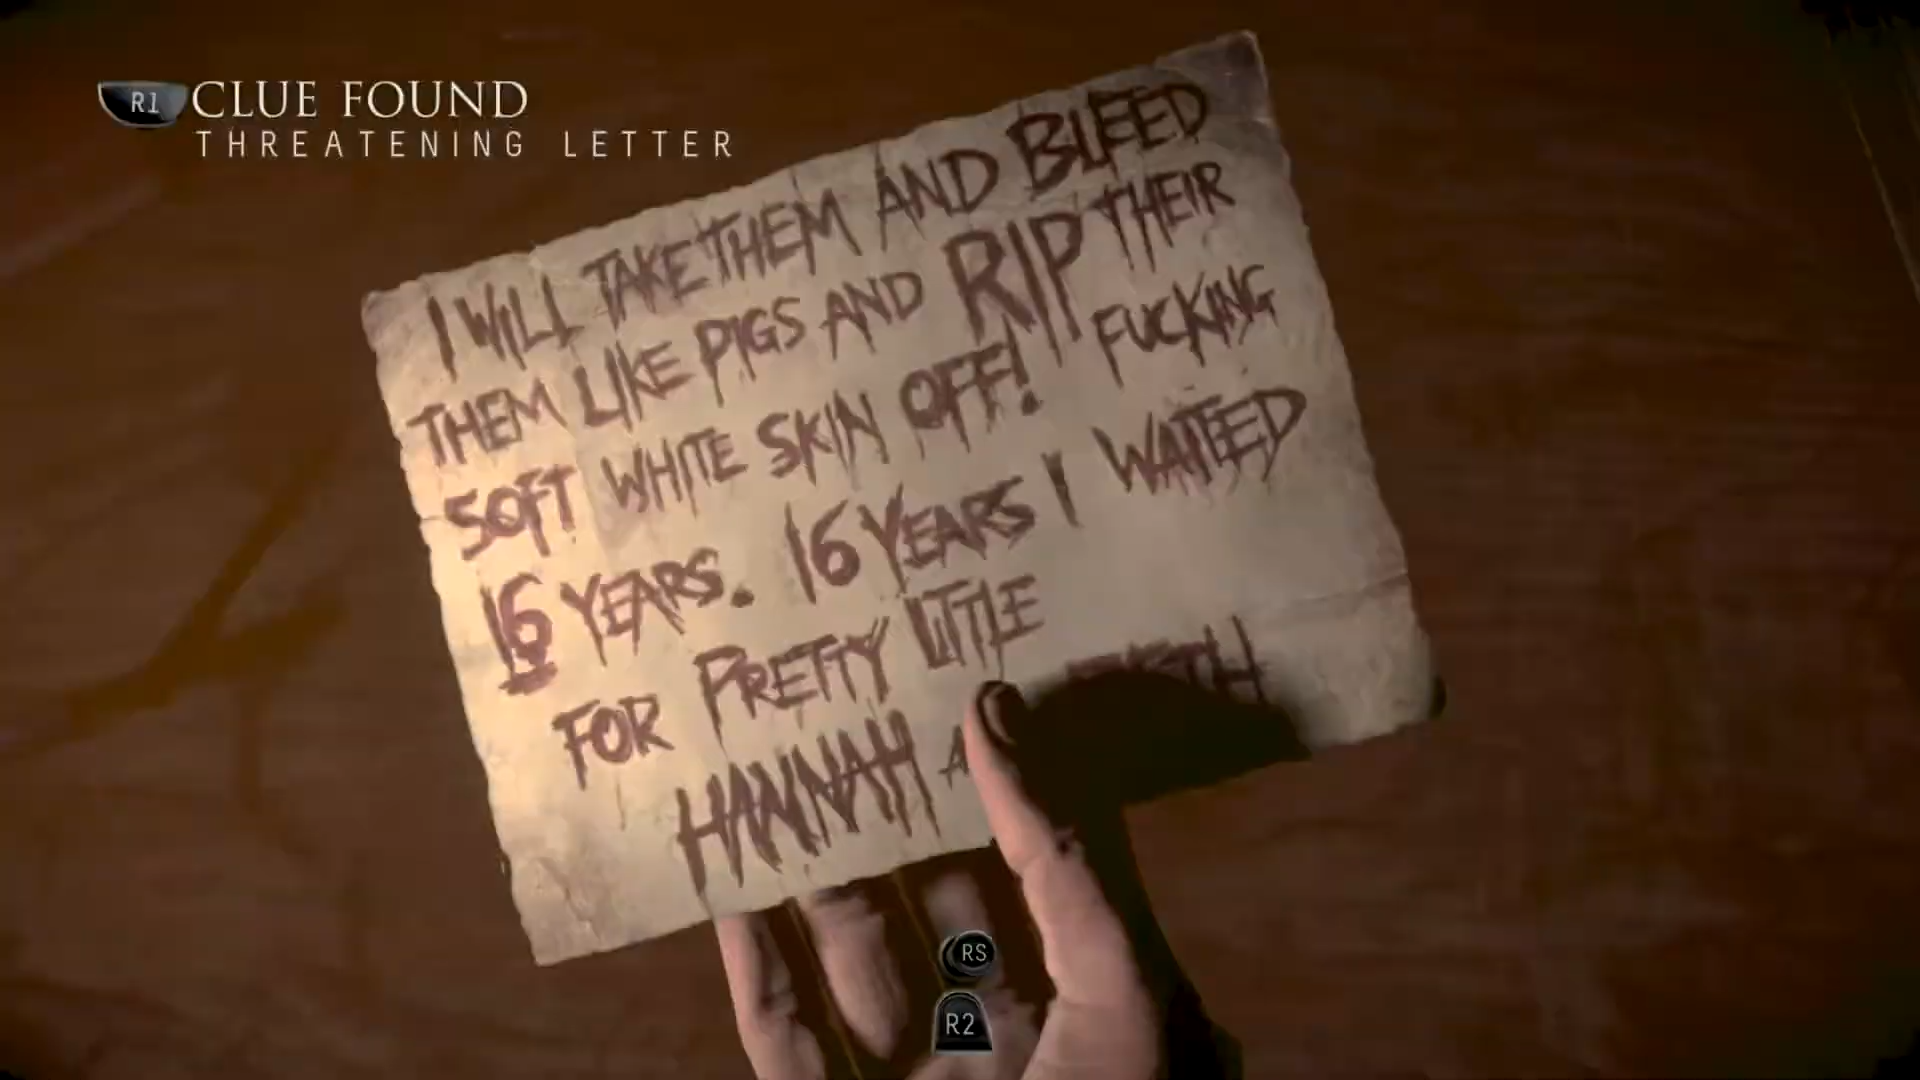 R1 CLUE FOUND
THREATENING LETTER
I WILL TAKE THEM AND BLEED
THEM LIKE PIGS AND RIP THEIR
SOFT WHITE SKIN OFF! FUCKING
16 YEARS. 16 YEARS I WAITED
FOR PRETTY LITTLE
HANNAH
RS
R2